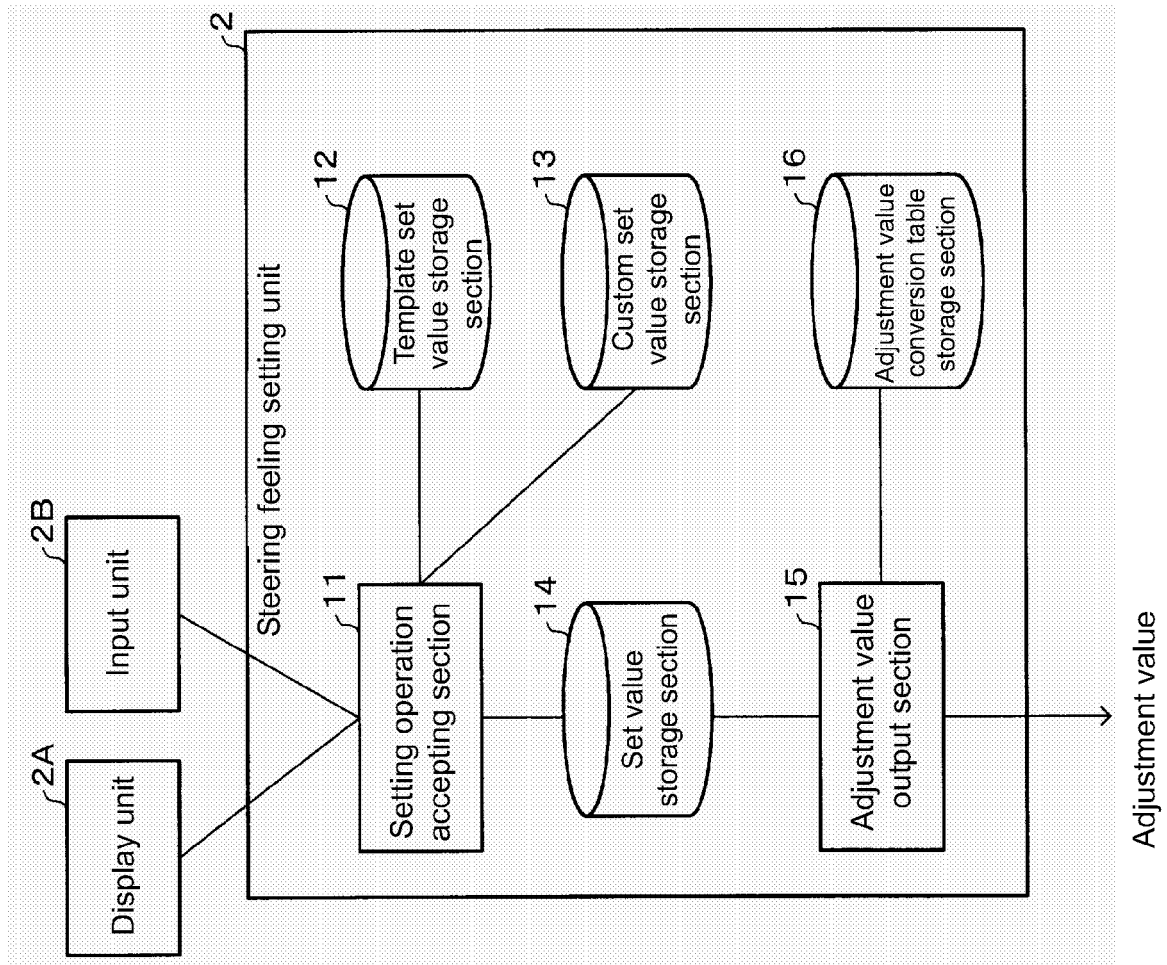 2A
Display unit
2B
Input unit
2
Steering feeling setting unit
11
Setting operation
accepting section
12
Template set
value storage
section
13
Custom set
value storage
section
14
Set value
storage section
15
Adjustment value
output section
16
Adjustment value
conversion table
storage section
Adjustment value